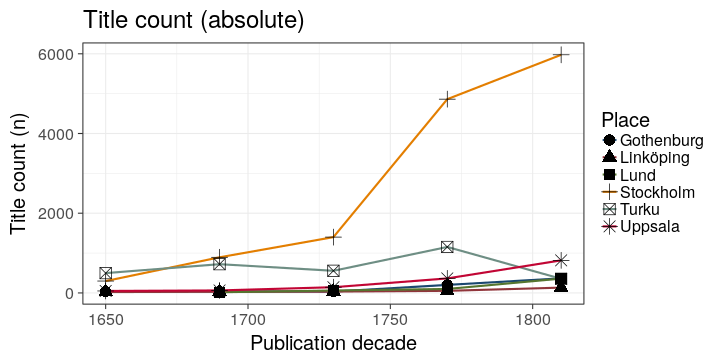 Title count (absolute)
6000
4000
2000
0
Title count (n)
1650
1700
1750
1800
Publication decade
Place
Gothenburg
Linköping
Lund
Stockholm
Turku
Uppsala